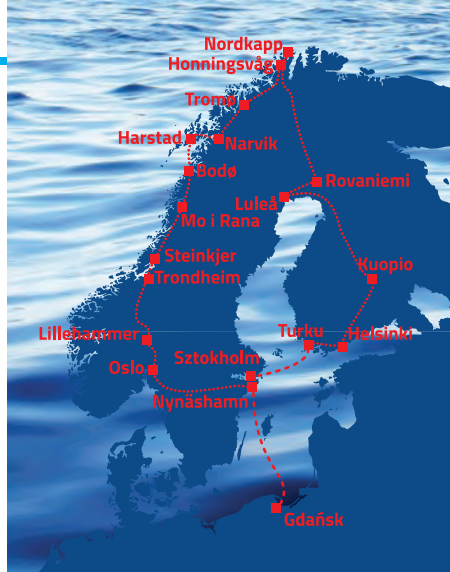 Nordkapp
Honningsvåg
Tromø
Harstad
Narvik
Bodø
Rovaniemi
Luleå
Mo i Rana
Steinkjer
Kuopio
Trondheim
Turku
Helsinki
Lillehammer
Sztokholm
Oslo
Nynäshamn
Gdańsk